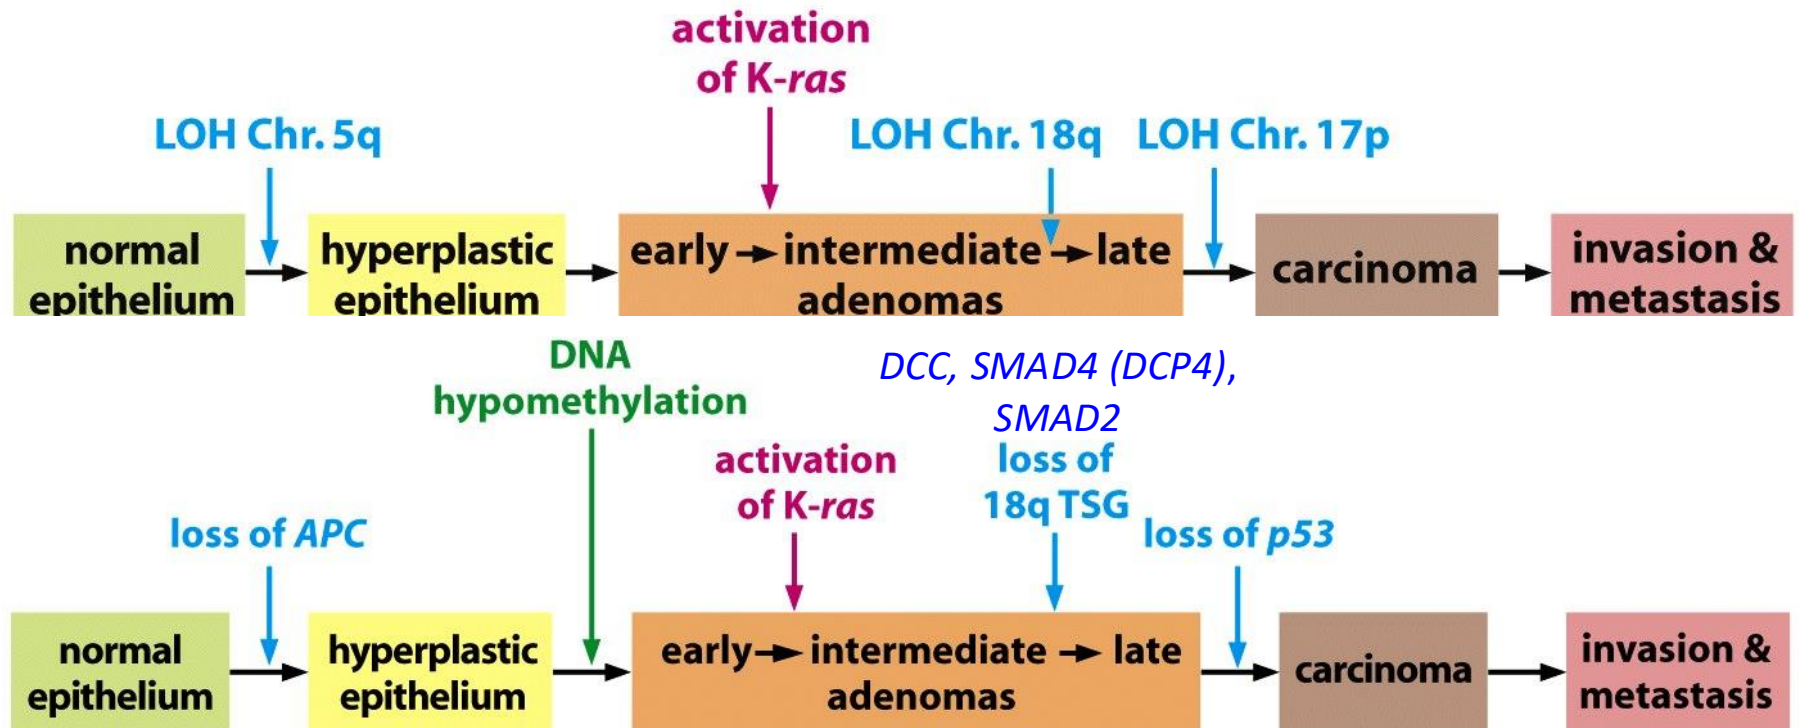 activation
of K-ras
LOH Chr. 5q
LOH Chr. 18q
LOH Chr. 17p
normal
epithelium
hyperplastic
epithelium
early → intermediate → late
adenomas
carcinoma
invasion &
metastasis
DNA
hypomethylation
DCC, SMAD4 (DCP4),
SMAD2
activation
of K-ras
loss of
18q TSG
loss of APC
loss of p53
normal
epithelium
hyperplastic
epithelium
early → intermediate → late
adenomas
carcinoma
invasion &
metastasis